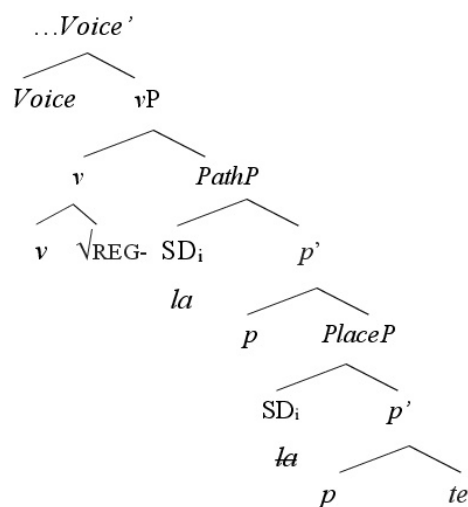 …Voice’
Voice vP
v PathP
v √REG- SDᵢ p’
la
p PlaceP
SDᵢ p’
la
p te